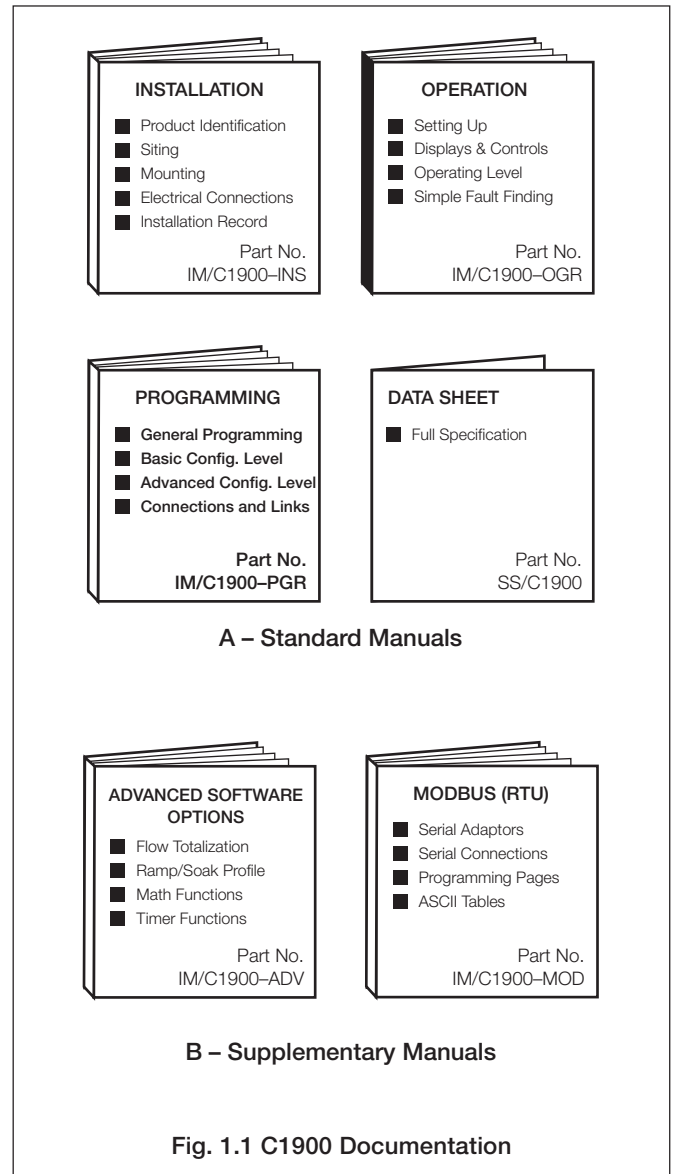 INSTALLATION
Product Identification
Siting
Mounting
Electrical Connections
Installation Record
Part No.
IM/C1900–INS
OPERATION
Setting Up
Displays & Controls
Operating Level
Simple Fault Finding
Part No.
IM/C1900–OGR
PROGRAMMING
General Programming
Basic Config. Level
Advanced Config. Level
Connections and Links
Part No.
IM/C1900–PGR
DATA SHEET
Full Specification
Part No.
SS/C1900
A – Standard Manuals
ADVANCED SOFTWARE
OPTIONS
Flow Totalization
Ramp/Soak Profile
Math Functions
Timer Functions
Part No.
IM/C1900–ADV
MODBUS (RTU)
Serial Adaptors
Serial Connections
Programming Pages
ASCII Tables
Part No.
IM/C1900–MOD
B – Supplementary Manuals
Fig. 1.1 C1900 Documentation